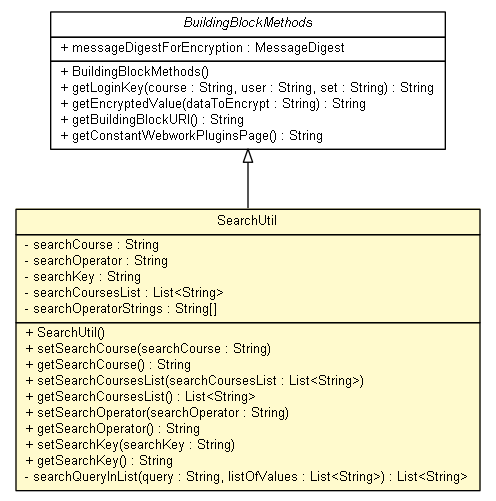 BuildingBlockMethods
+ messageDigestForEncryption : MessageDigest
+ BuildingBlockMethods()
+ getLoginKey(course : String, user : String, set : String) : String
+ getEncryptedValue(dataToEncrypt : String) : String
+ getBuildingBlockURI() : String
+ getConstantWebworkPluginsPage() : String
SearchUtil
- searchCourse : String
- searchOperator : String
- searchKey : String
- searchCoursesList : List<String>
- searchOperatorStrings : String[]
+ SearchUtil()
+ setSearchCourse(searchCourse : String)
+ getSearchCourse() : String
+ setSearchCoursesList(searchCoursesList : List<String>)
+ getSearchCoursesList() : List<String>
+ setSearchOperator(searchOperator : String)
+ getSearchOperator() : String
+ setSearchKey(searchKey : String)
+ getSearchKey() : String
- searchQueryInList(query : String, listOfValues : List<String>) : List<String>